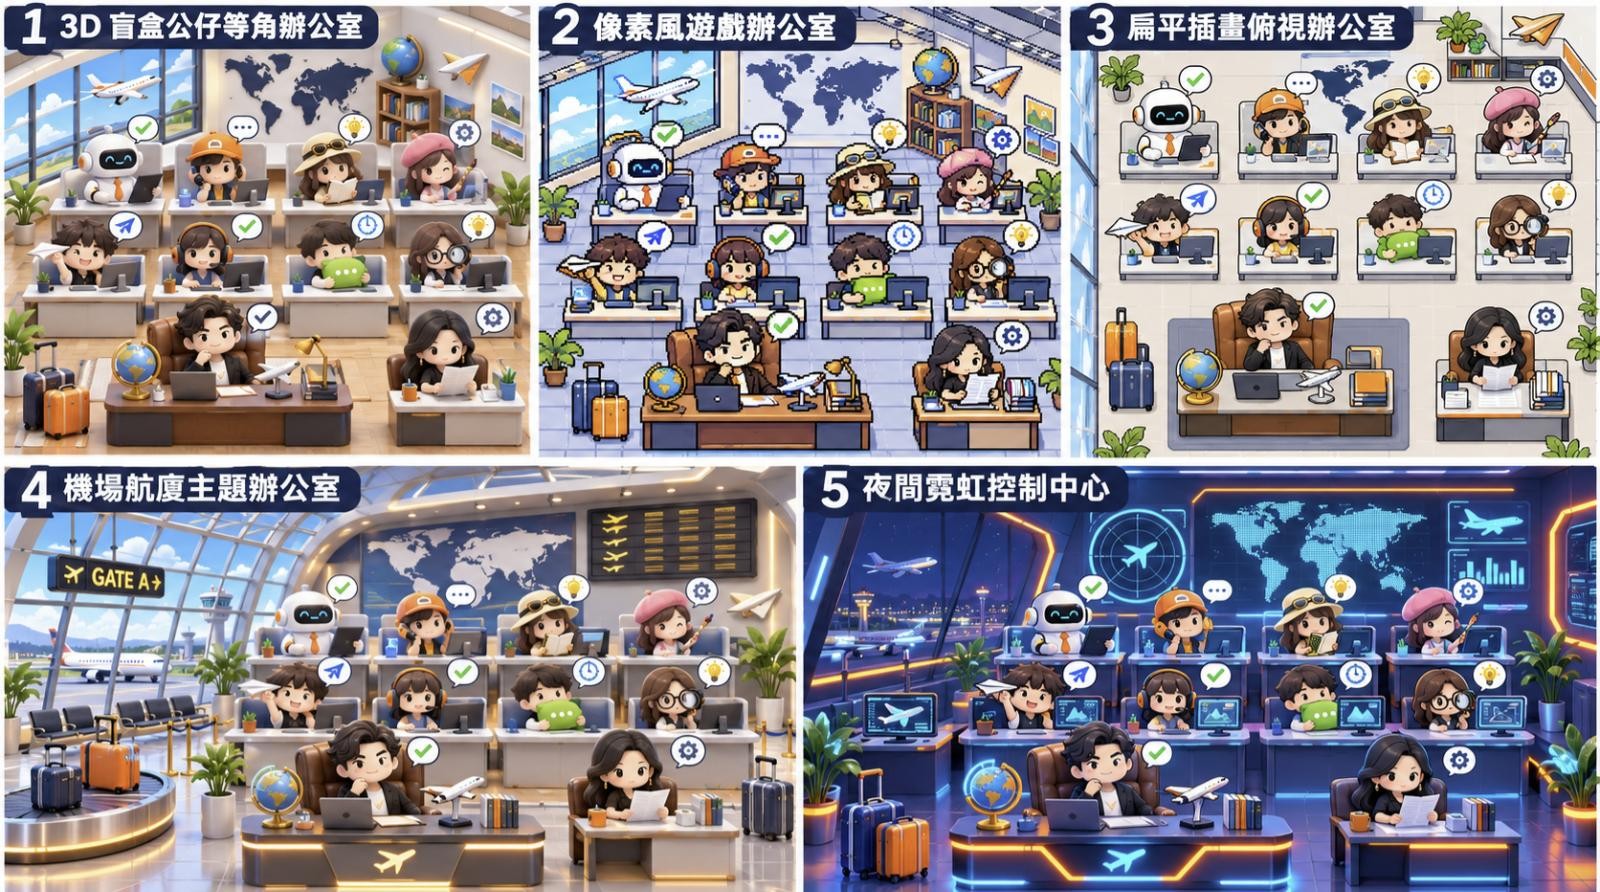 1 3D 盲盒公仔等角辦公室
2 像素風遊戲辦公室
3 扁平插畫俯視辦公室
4 機場航廈主題辦公室
GATE A
5 夜間霓虹控制中心